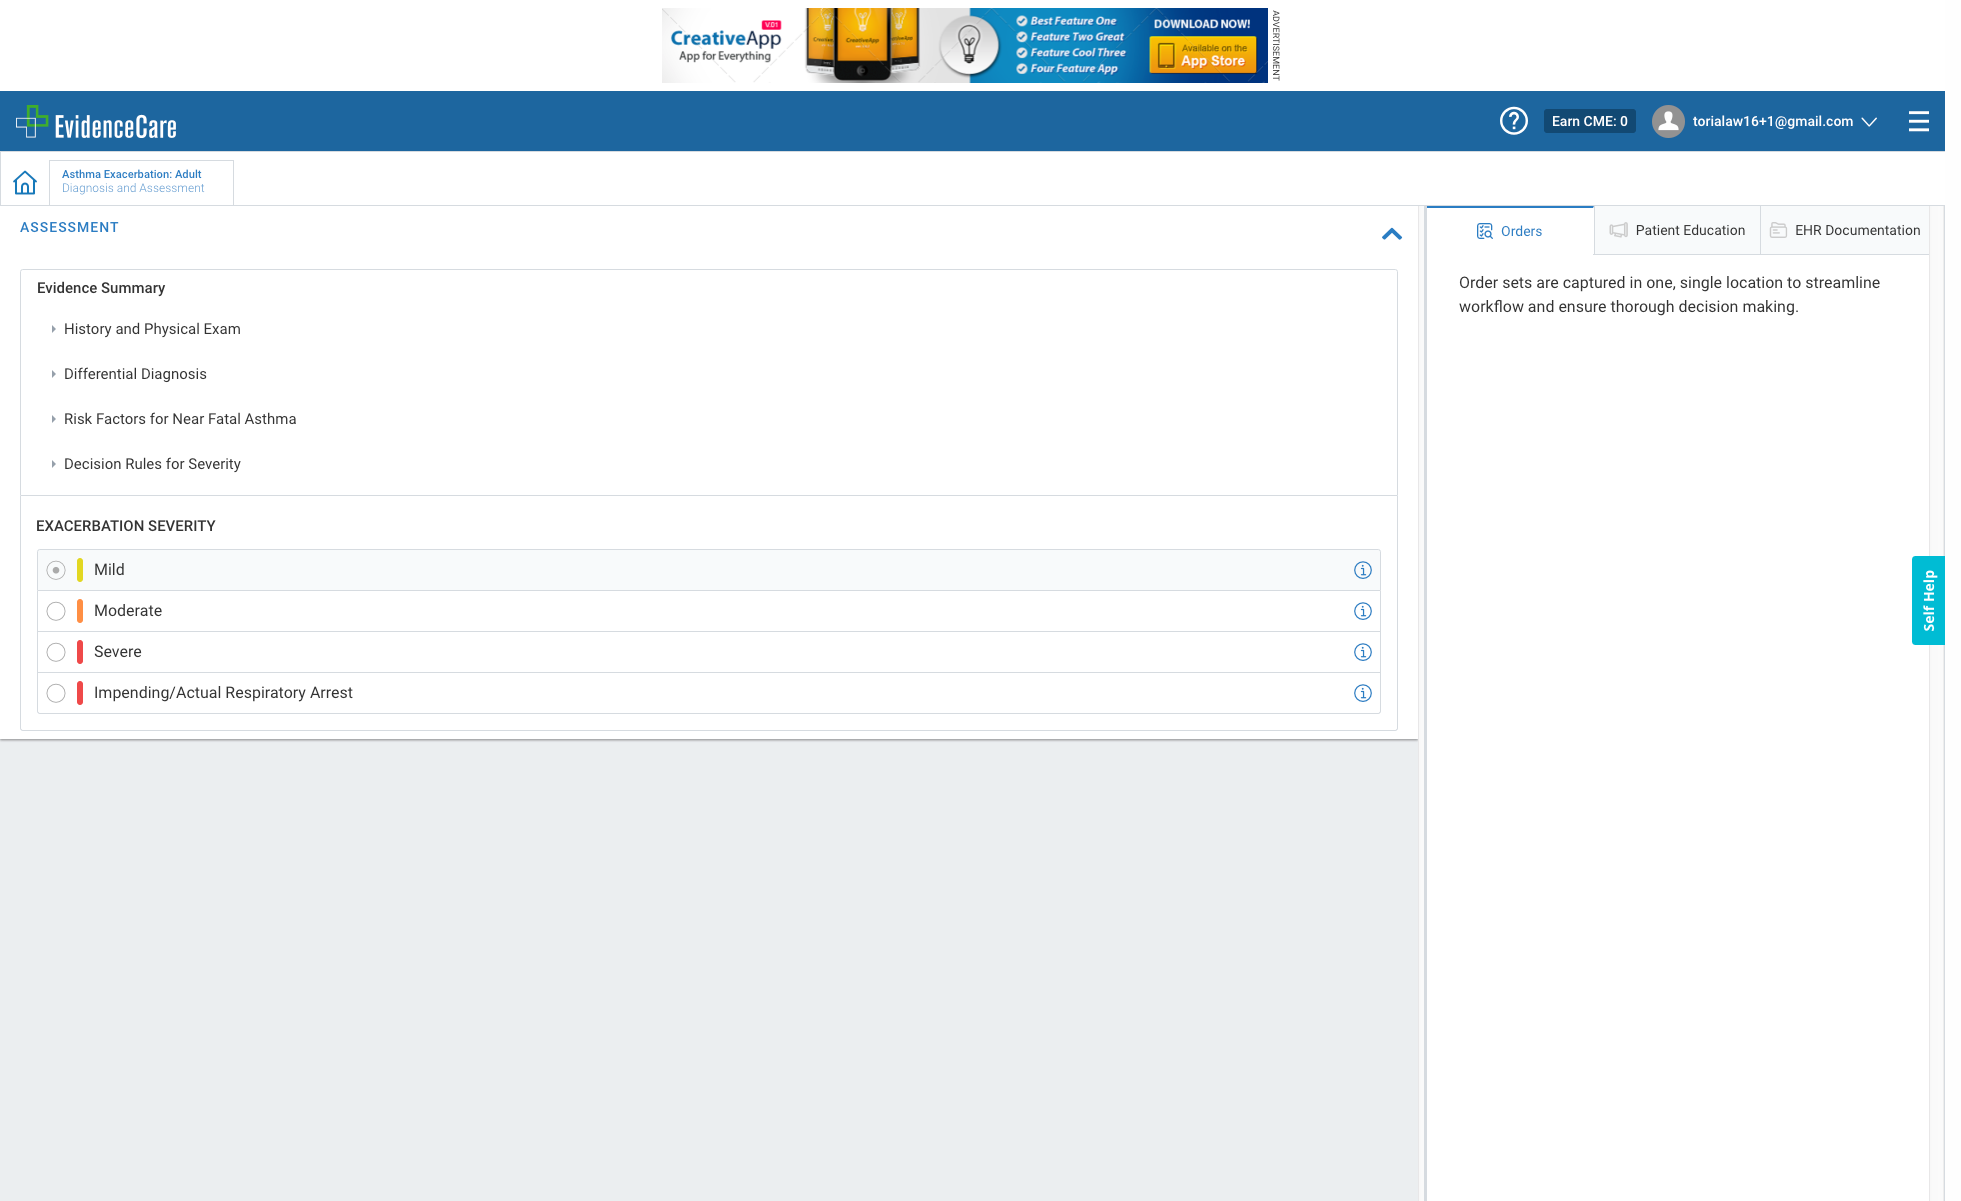 CreativeApp
V.01
App for Everything
CreativeApp
Best Feature One
Feature Two Great
Feature Cool Three
Four Feature App
DOWNLOAD NOW!
Available on the
App Store
ADVERTISEMENT
EvidenceCare
Earn CME: 0
torialaw16+1@gmail.com
Asthma Exacerbation: Adult
Diagnosis and Assessment
ASSESSMENT
Evidence Summary
History and Physical Exam
Differential Diagnosis
Risk Factors for Near Fatal Asthma
Decision Rules for Severity
EXACERBATION SEVERITY
Mild
Moderate
Severe
Impending/Actual Respiratory Arrest
Orders
Patient Education
EHR Documentation
Order sets are captured in one, single location to streamline
workflow and ensure thorough decision making.
Self Help